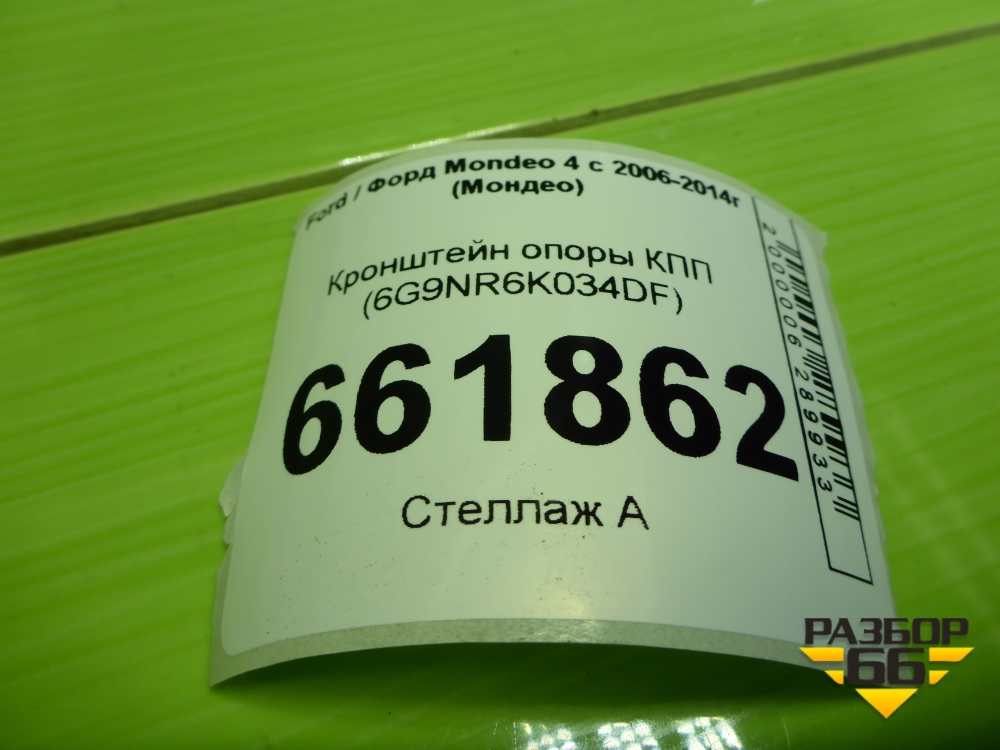 Ford / Форд Mondeo 4 с 2006-2014г
(Мондео)
Кронштейн опоры КПП
(6G9NR6K034DF)
661862
Стеллаж А
2000006289933
РАЗБОР
66